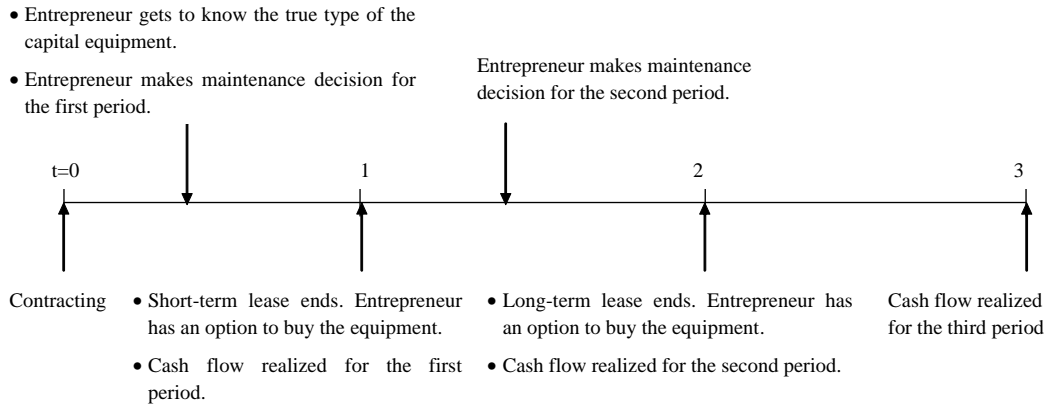 • Entrepreneur gets to know the true type of the
capital equipment.
• Entrepreneur makes maintenance decision for
the first period.
Entrepreneur makes maintenance
decision for the second period.
t=0
1
2
3
Contracting
• Short-term lease ends. Entrepreneur
has an option to buy the equipment.
• Cash flow realized for the first
period.
• Long-term lease ends. Entrepreneur has
an option to buy the equipment.
• Cash flow realized for the second period.
Cash flow realized
for the third period